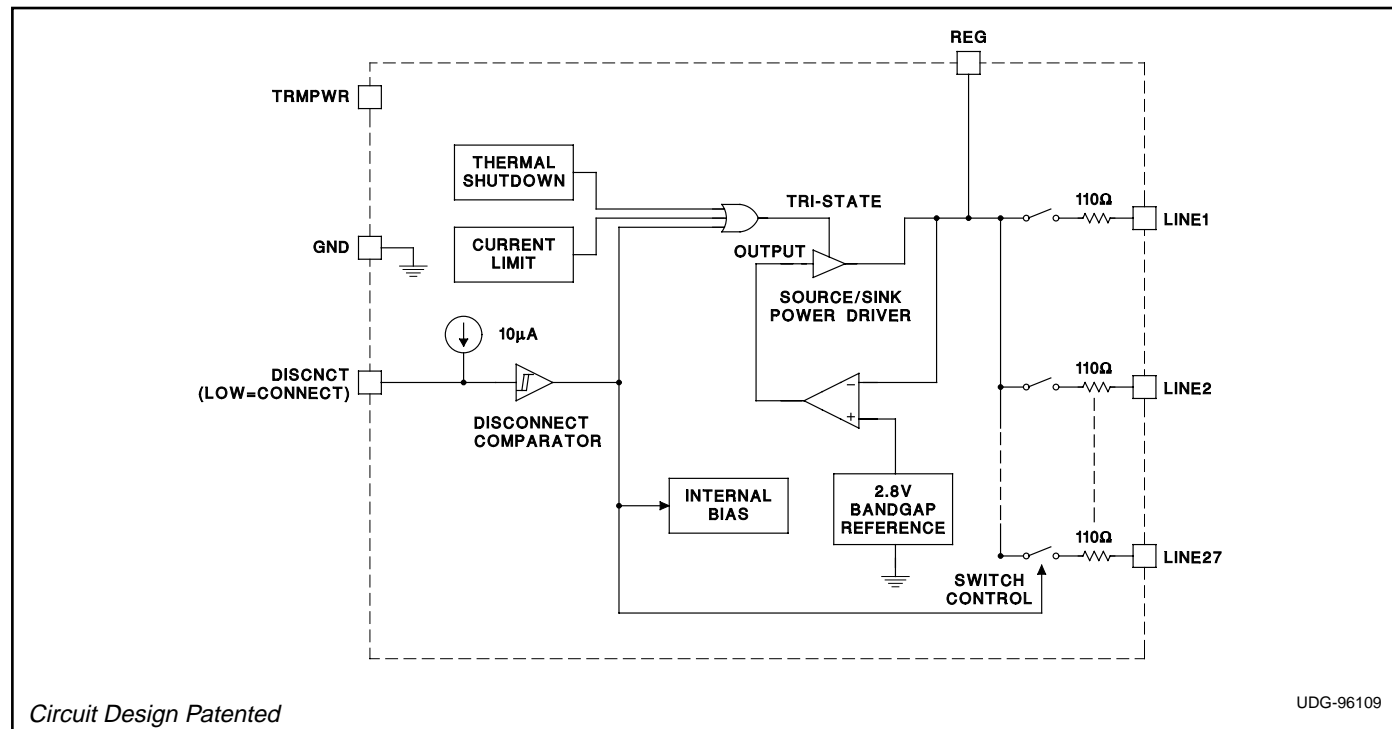 REG
TRMPWR
THERMAL
SHUTDOWN
TRI-STATE
110Ω
LINE1
GND
CURRENT
LIMIT
OUTPUT
SOURCE/SINK
POWER DRIVER
10µA
DISCNCT
(LOW=CONNECT)
110Ω
LINE2
−
+
DISCONNECT
COMPARATOR
INTERNAL
BIAS
2.8V
BANDGAP
REFERENCE
110Ω
LINE27
SWITCH
CONTROL
Circuit Design Patented
UDG-96109